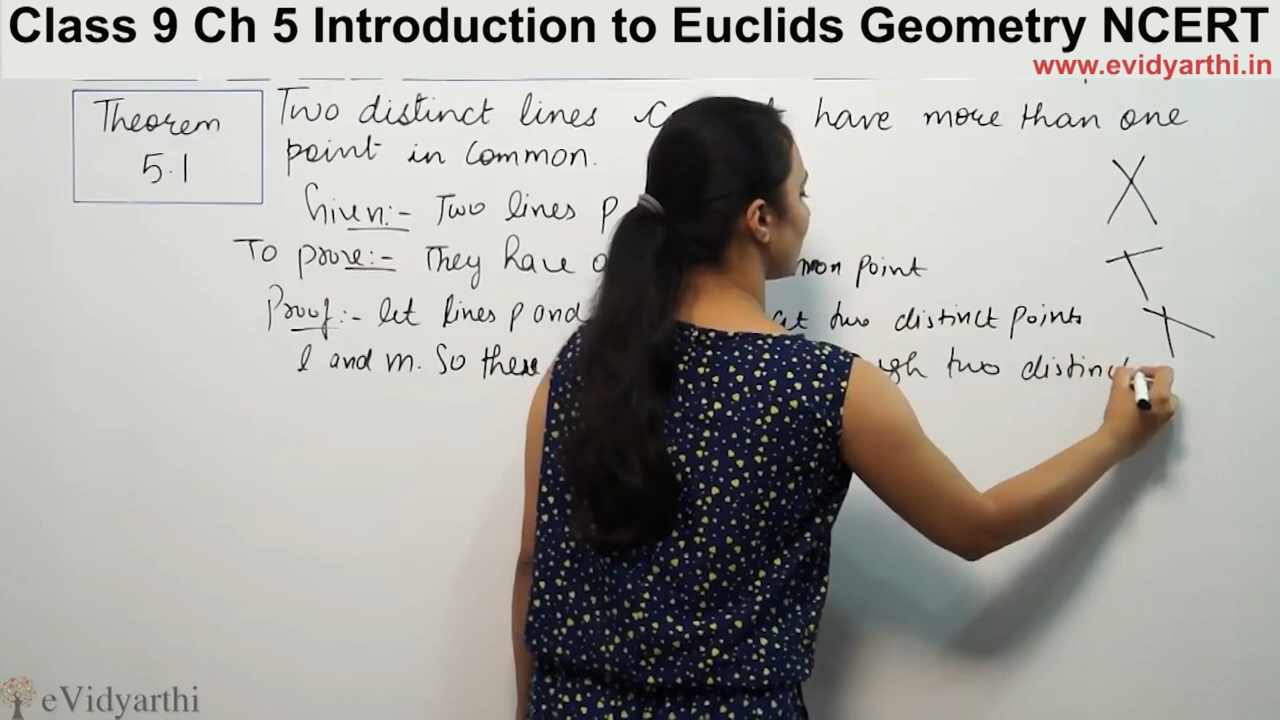 Class 9 Ch 5 Introduction to Euclids Geometry NCERT
www.evidyarthi.in
Theorem
5.1
Two distinct lines have more than one
point in common.
Given:- Two lines p
To prove:- They have point
Proof:- let lines p and at two distinct points
l and m. So there two distinct
eVidyarthi